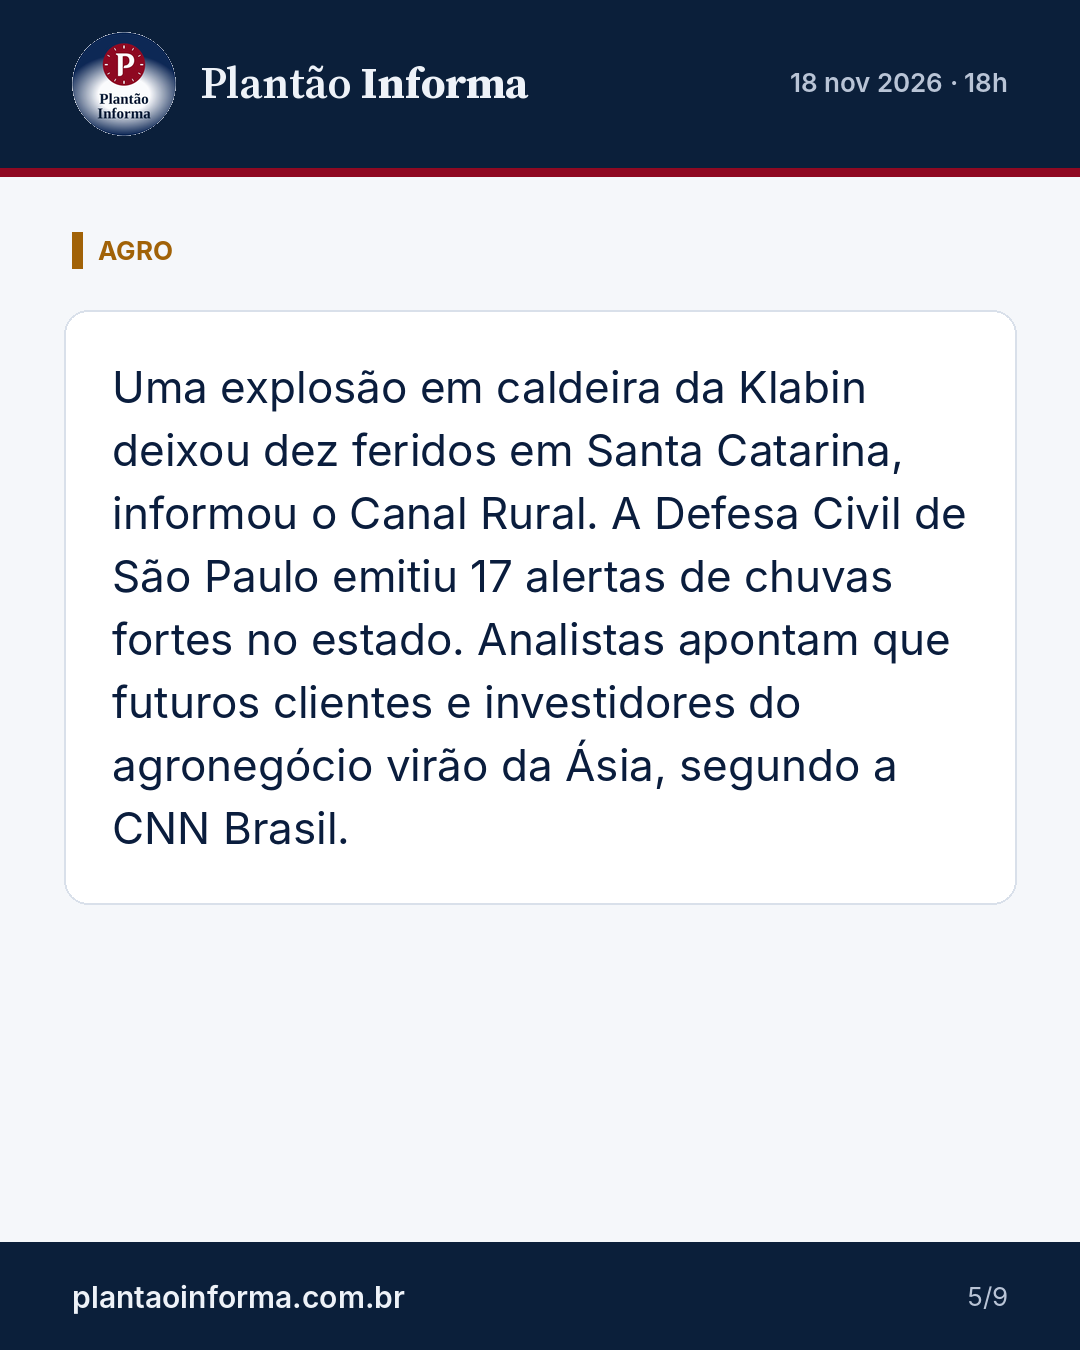 P
Plantão
Informa
Plantão Informa
18 nov 2026 · 18h
AGRO
Uma explosão em caldeira da Klabin
deixou dez feridos em Santa Catarina,
informou o Canal Rural. A Defesa Civil de
São Paulo emitiu 17 alertas de chuvas
fortes no estado. Analistas apontam que
futuros clientes e investidores do
agronegócio virão da Ásia, segundo a
CNN Brasil.
plantaoinforma.com.br
5/9